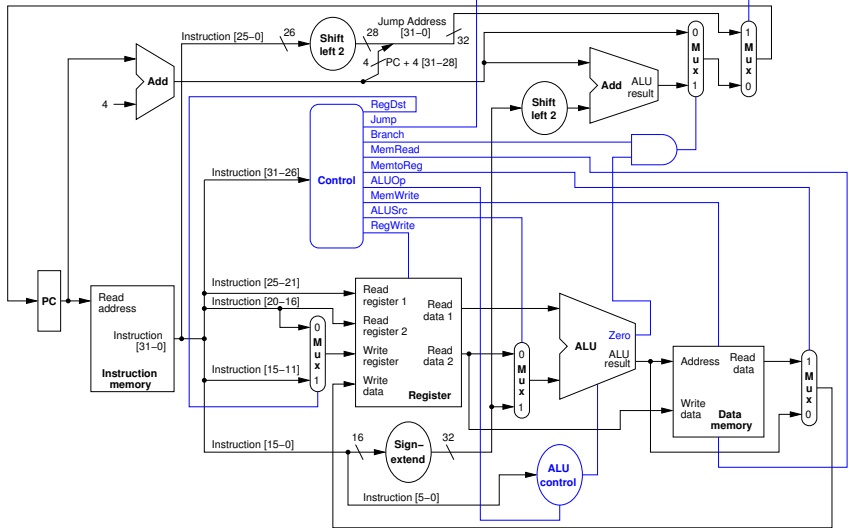 Jump Address
[31−0]
Instruction [25−0]
26
Shift
left 2
28
32
4
PC + 4 [31−28]
Add
4
0
M
u
x
1
1
M
u
x
0
Add
ALU
result
Shift
left 2
RegDst
Jump
Branch
MemRead
MemtoReg
ALUOp
MemWrite
ALUSrc
RegWrite
Control
Instruction [31−26]
PC
Read
address
Instruction
[31−0]
Instruction
memory
Instruction [25−21]
Instruction [20−16]
Instruction [15−11]
0
M
u
x
1
Read
register 1
Read
register 2
Write
register
Write
data
Read
data 1
Read
data 2
Register
0
M
u
x
1
ALU
Zero
ALU
result
Address
Read
data
Write
data
Data
memory
1
M
u
x
0
Instruction [15−0]
16
Sign−
extend
32
ALU
control
Instruction [5−0]